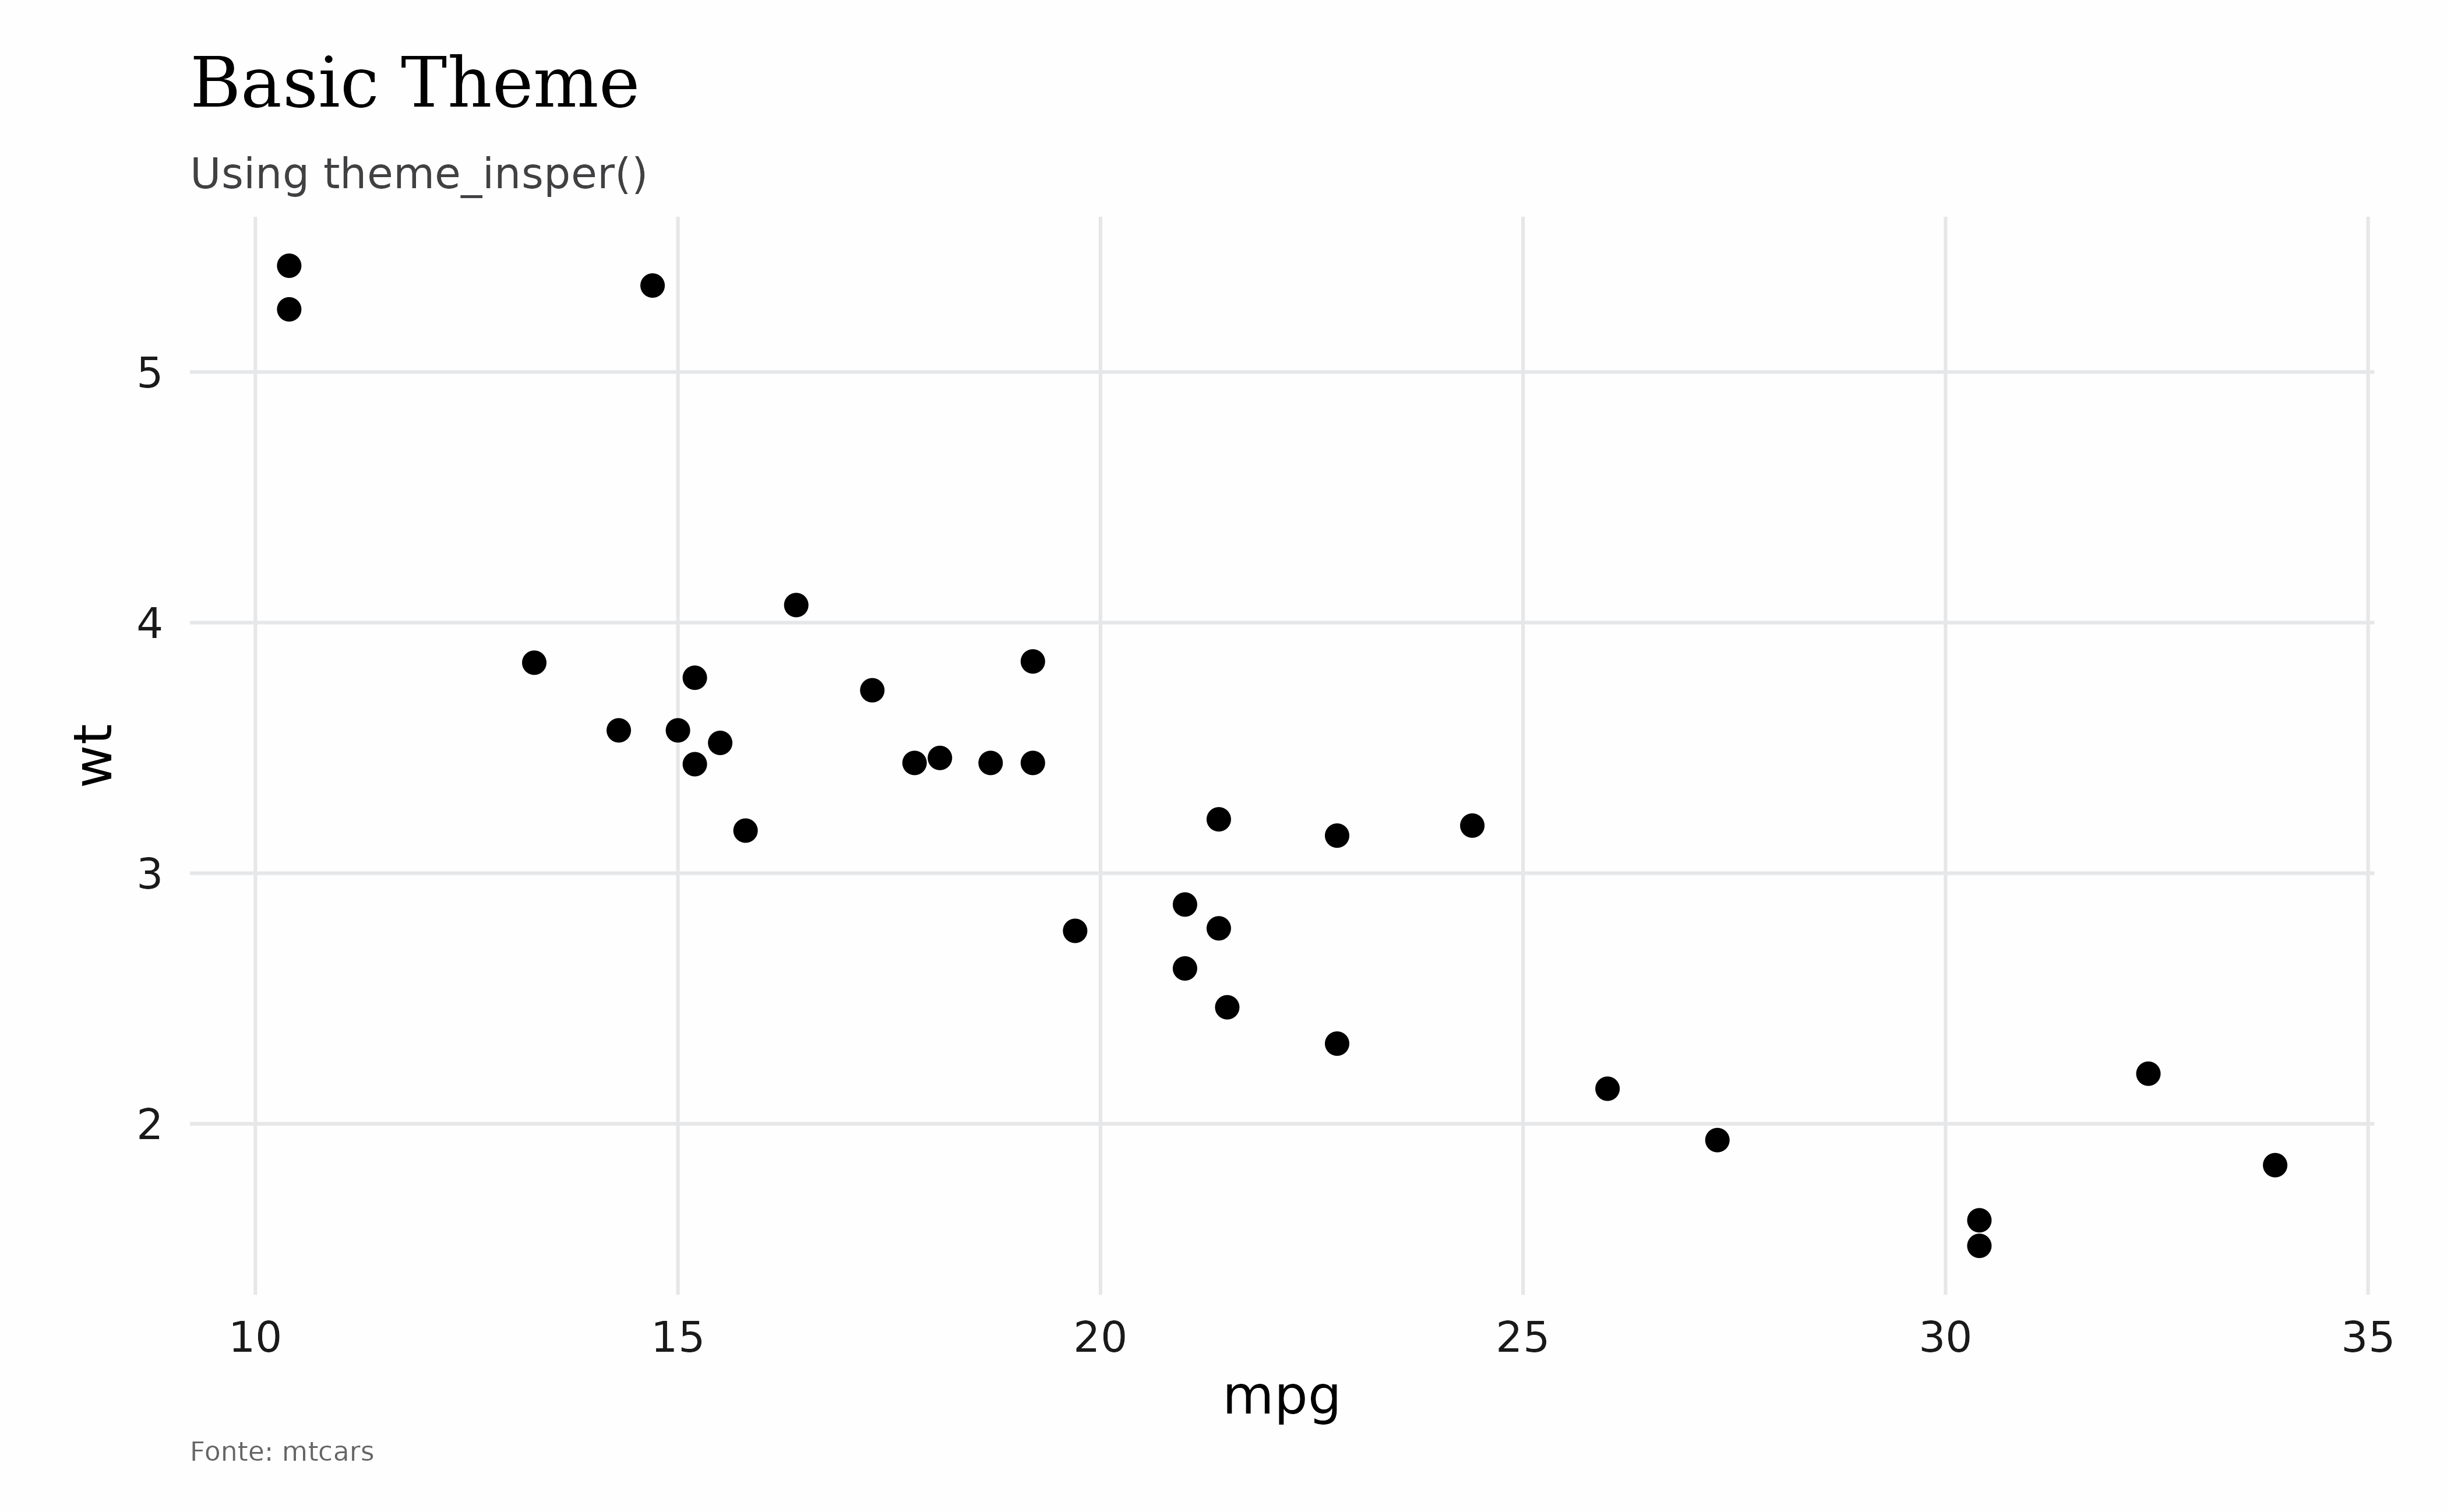 Basic Theme
Using theme_insper()
5
4
3
2
wt
10 15 20 25 30 35
mpg
Fonte: mtcars